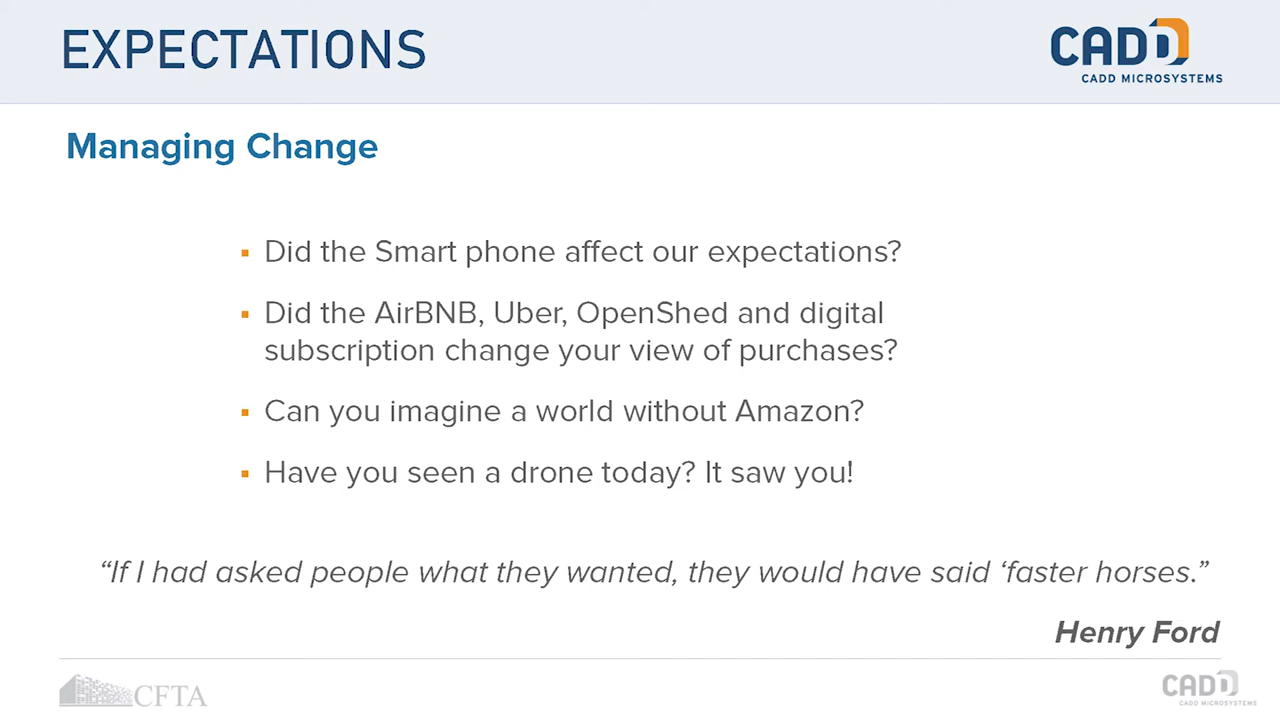 EXPECTATIONS
CADD
CADD MICROSYSTEMS
Managing Change
▪ Did the Smart phone affect our expectations?
▪ Did the AirBNB, Uber, OpenShed and digital
subscription change your view of purchases?
▪ Can you imagine a world without Amazon?
▪ Have you seen a drone today? It saw you!
“If I had asked people what they wanted, they would have said ‘faster horses.”
Henry Ford
CFTA
CADD
CADD MICROSYSTEMS